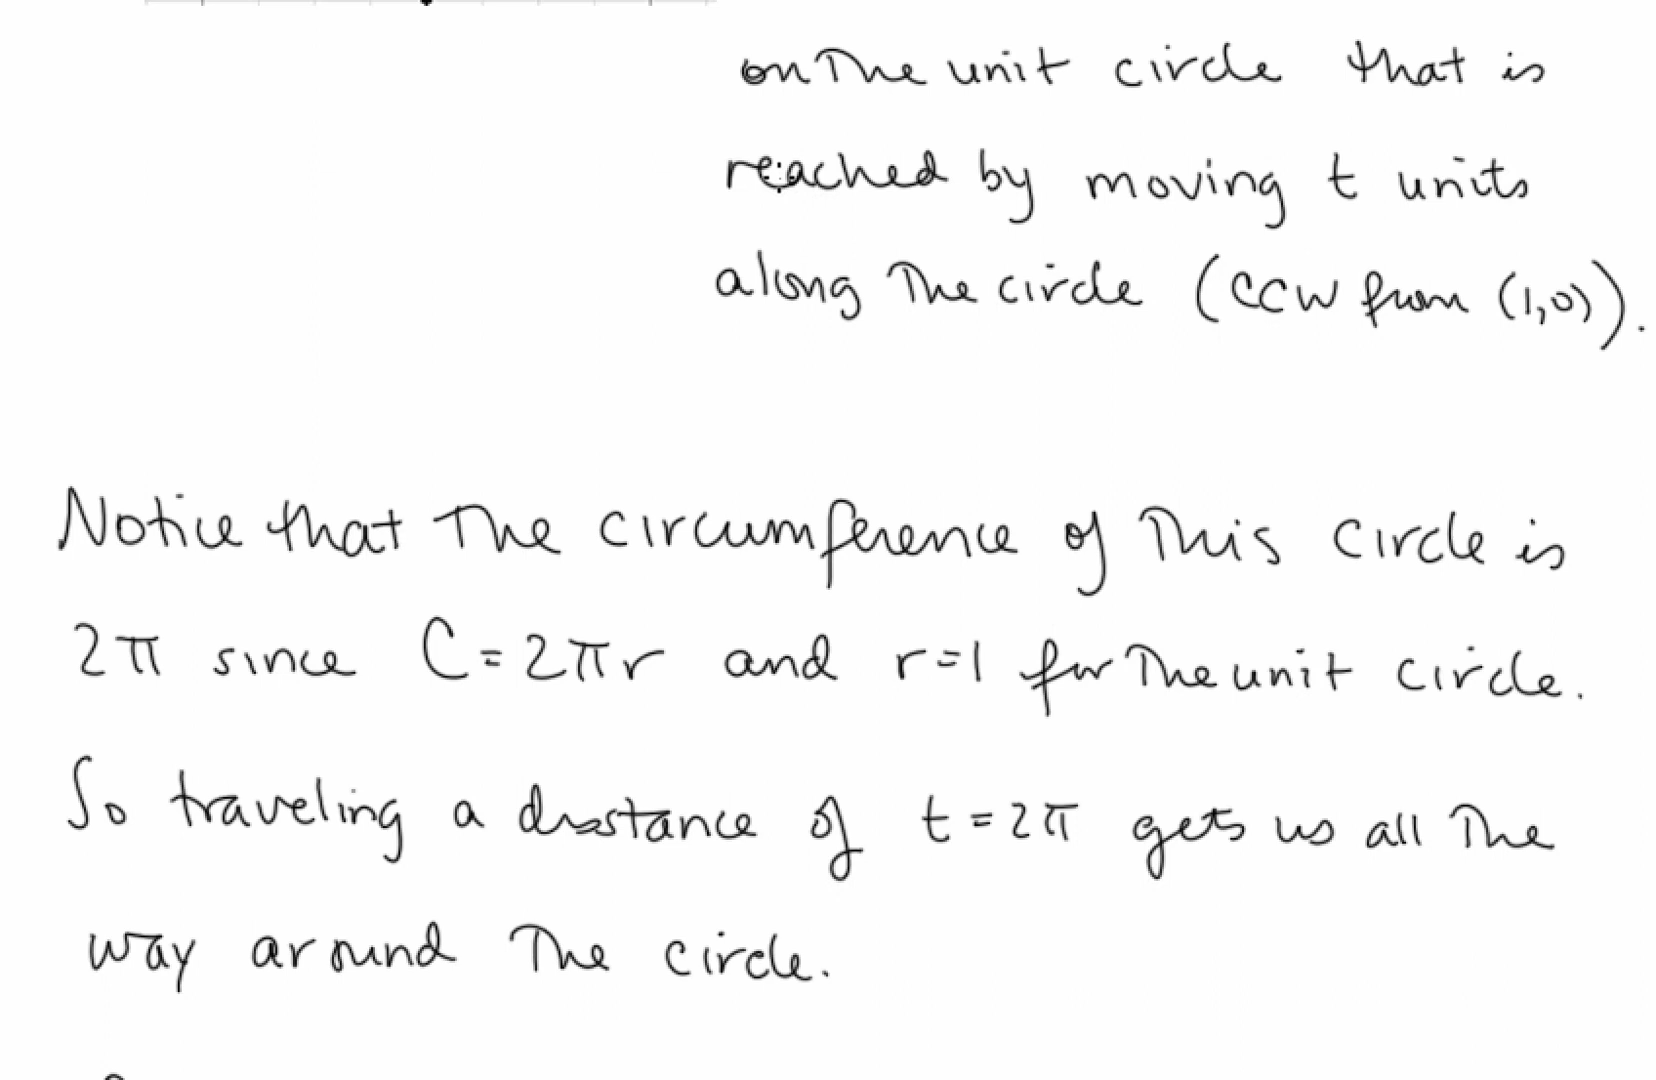 on the unit circle that is
reached by moving t units
along the circle (CCW from (1,0)).
Notice that the circumference of this circle is
2π since C=2πr and r=1 for the unit circle.
So traveling a distance of t=2π gets us all the
way around the circle.